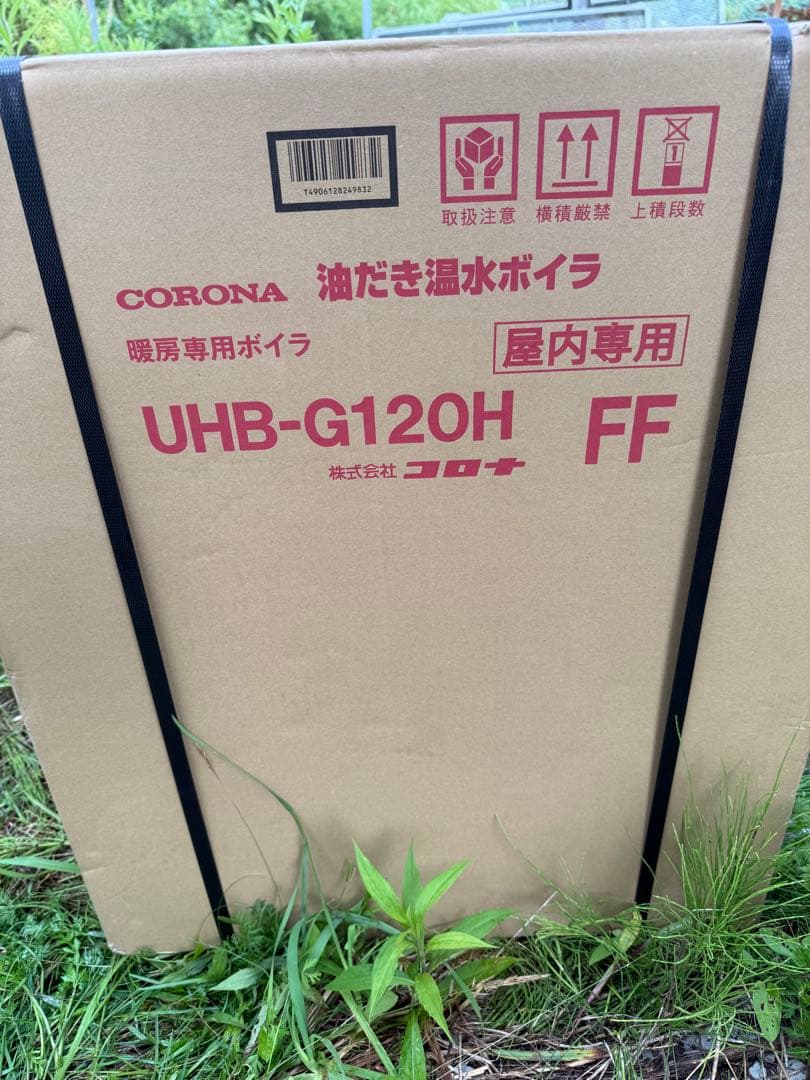 T4906128249832
取扱注意 横積厳禁 上積段数
1
CORONA 油だき温水ボイラ
暖房専用ボイラ 屋内専用
UHB-G120H FF
株式会社 コロナ